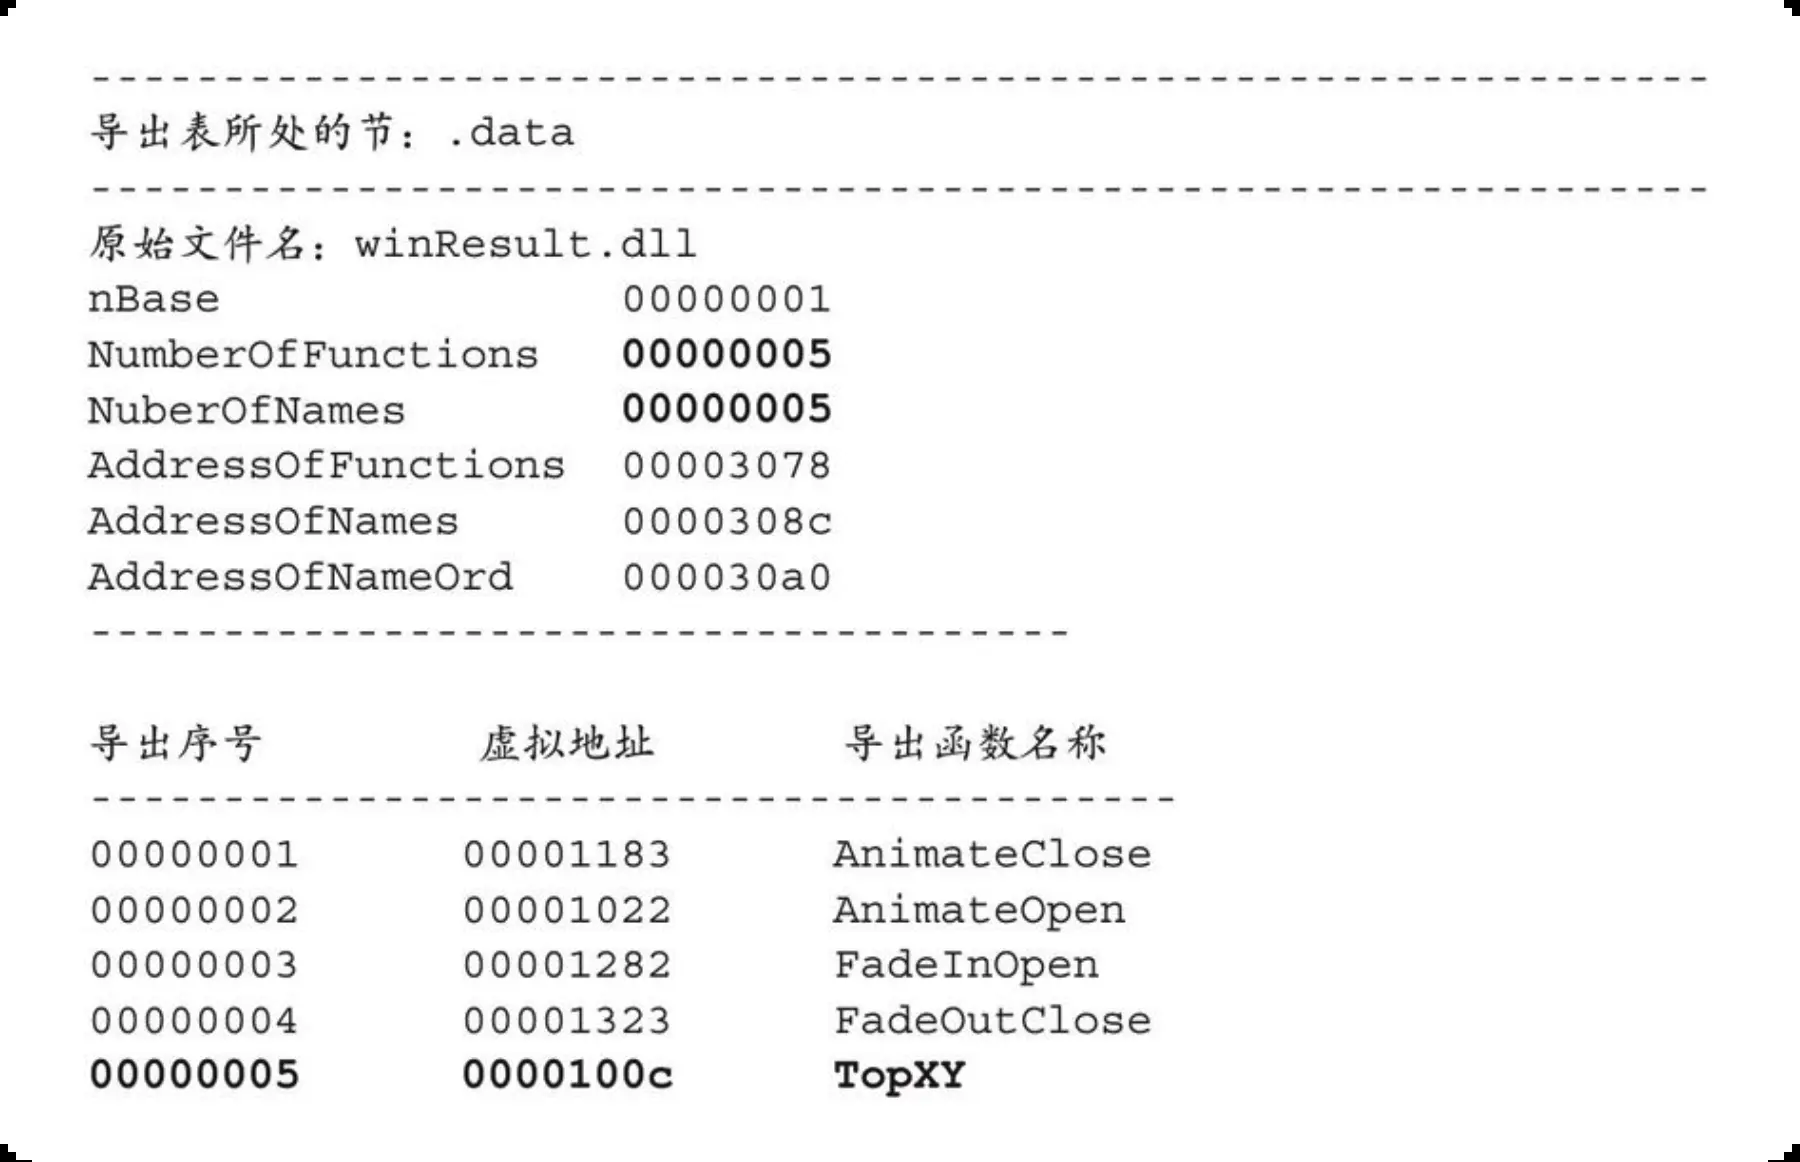 ------------------------------------------------------------
导出表所处的节：.data
------------------------------------------------------------
原始文件名：winResult.dll
nBase 00000001
NumberOfFunctions 00000005
NuberOfNames 00000005
AddressOfFunctions 00003078
AddressOfNames 0000308c
AddressOfNameOrd 000030a0
-------------------------------------
导出序号 虚拟地址 导出函数名称
-----------------------------------------
00000001 00001183 AnimateClose
00000002 00001022 AnimateOpen
00000003 00001282 FadeInOpen
00000004 00001323 FadeOutClose
00000005 0000100c TopXY